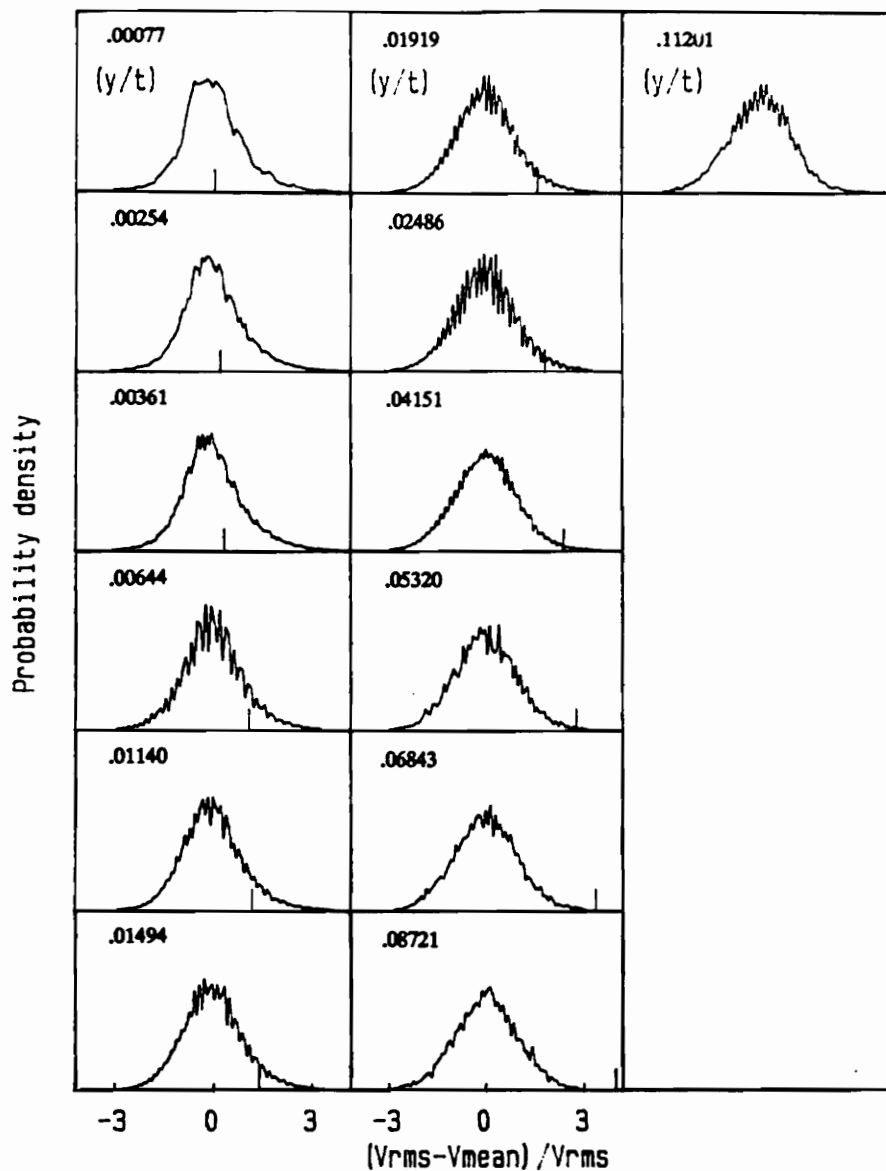 .00077
.01919
.11201
(y/t)
(y/t)
(y/t)
.00254
.02486
.00361
.04151
.00644
.05320
.01140
.06843
.01494
.08721
Probability density
-3 0 3
-3 0 3
(Vrms-Vmean)/Vrms